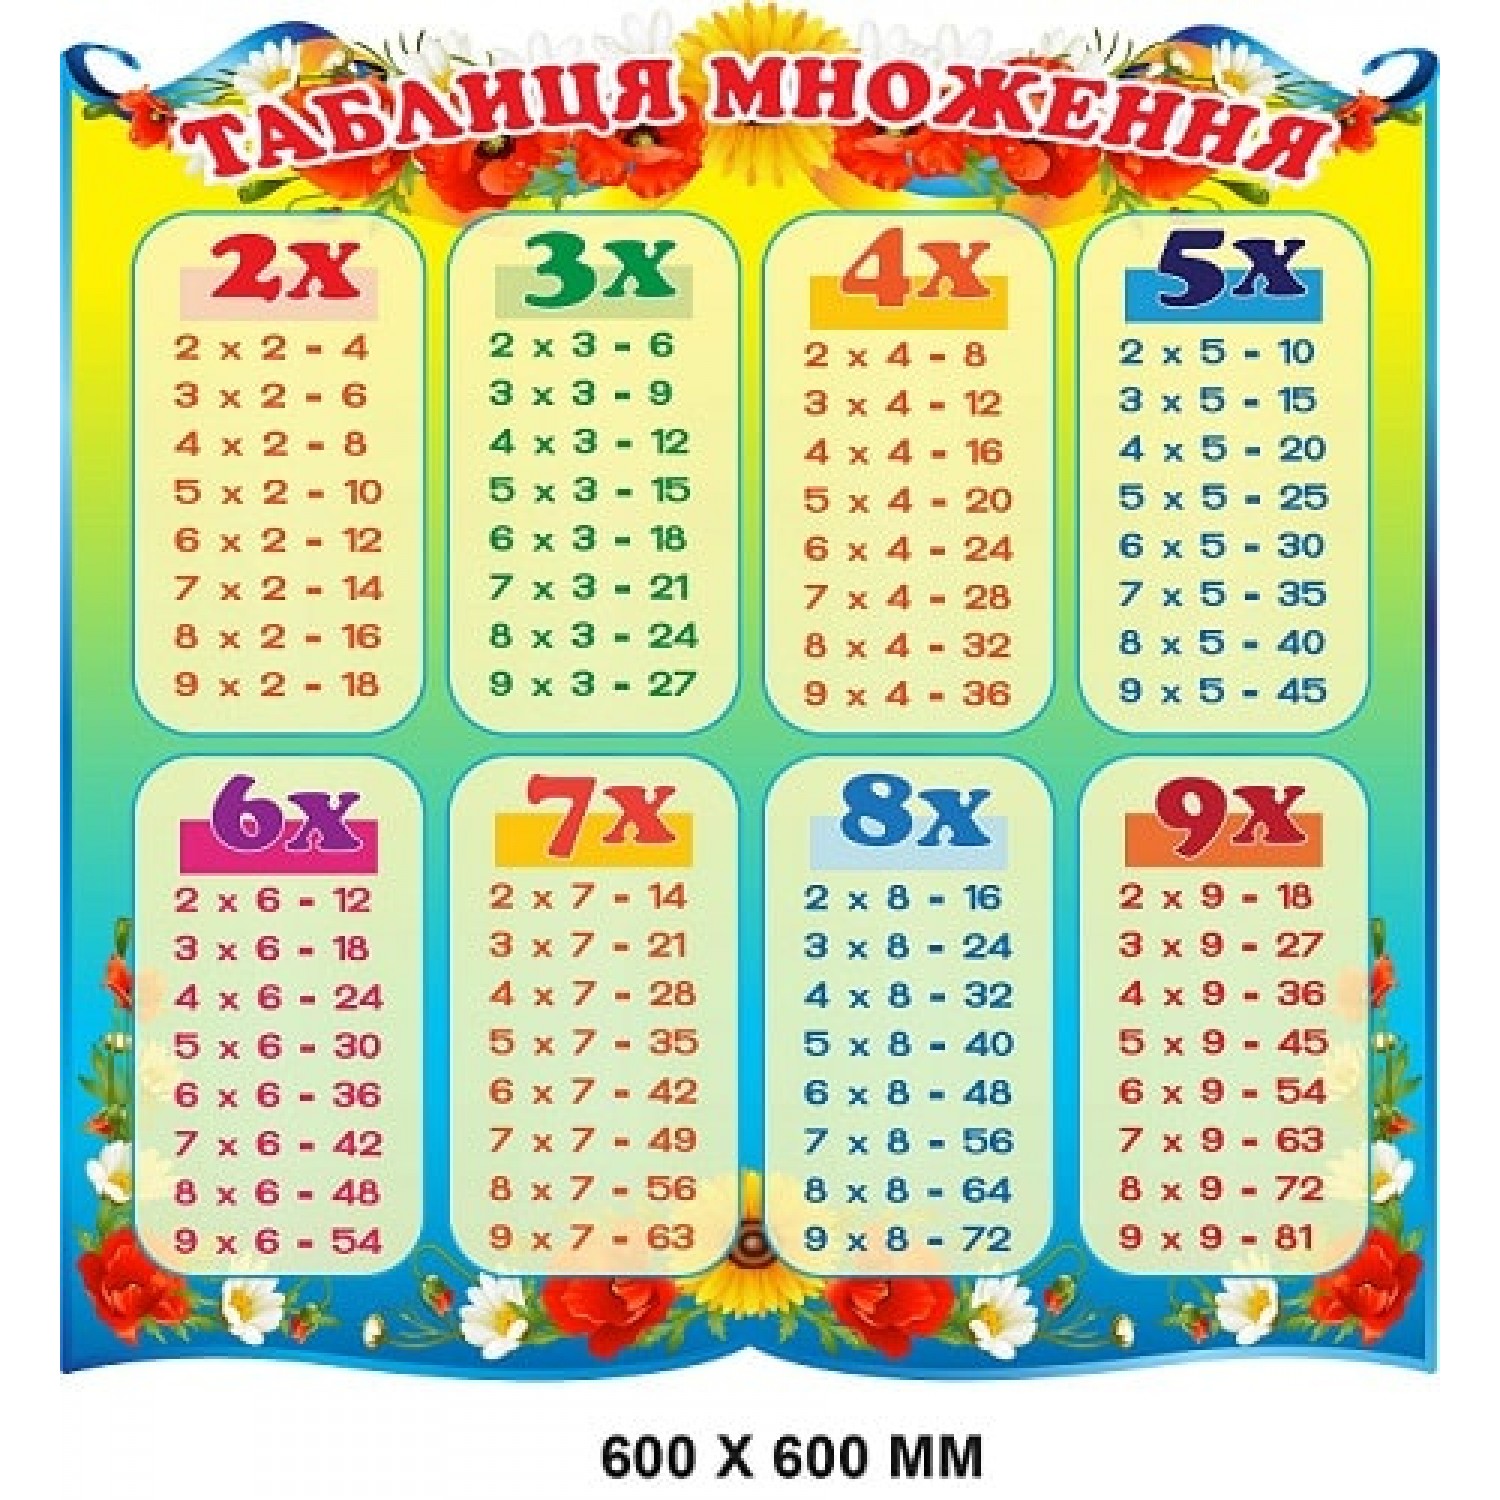 ТАБЛИЦЯ МНОЖЕННЯ
2x
2 x 2 - 4
3 x 2 - 6
4 x 2 - 8
5 x 2 - 10
6 x 2 - 12
7 x 2 - 14
8 x 2 - 16
9 x 2 - 18
3x
2 x 3 - 6
3 x 3 - 9
4 x 3 - 12
5 x 3 - 15
6 x 3 - 18
7 x 3 - 21
8 x 3 - 24
9 x 3 - 27
4x
2 x 4 - 8
3 x 4 - 12
4 x 4 - 16
5 x 4 - 20
6 x 4 - 24
7 x 4 - 28
8 x 4 - 32
9 x 4 - 36
5x
2 x 5 - 10
3 x 5 - 15
4 x 5 - 20
5 x 5 - 25
6 x 5 - 30
7 x 5 - 35
8 x 5 - 40
9 x 5 - 45
6x
2 x 6 - 12
3 x 6 - 18
4 x 6 - 24
5 x 6 - 30
6 x 6 - 36
7 x 6 - 42
8 x 6 - 48
9 x 6 - 54
7x
2 x 7 - 14
3 x 7 - 21
4 x 7 - 28
5 x 7 - 35
6 x 7 - 42
7 x 7 - 49
8 x 7 - 56
9 x 7 - 63
8x
2 x 8 - 16
3 x 8 - 24
4 x 8 - 32
5 x 8 - 40
6 x 8 - 48
7 x 8 - 56
8 x 8 - 64
9 x 8 - 72
9x
2 x 9 - 18
3 x 9 - 27
4 x 9 - 36
5 x 9 - 45
6 x 9 - 54
7 x 9 - 63
8 x 9 - 72
9 x 9 - 81
600 X 600 ММ